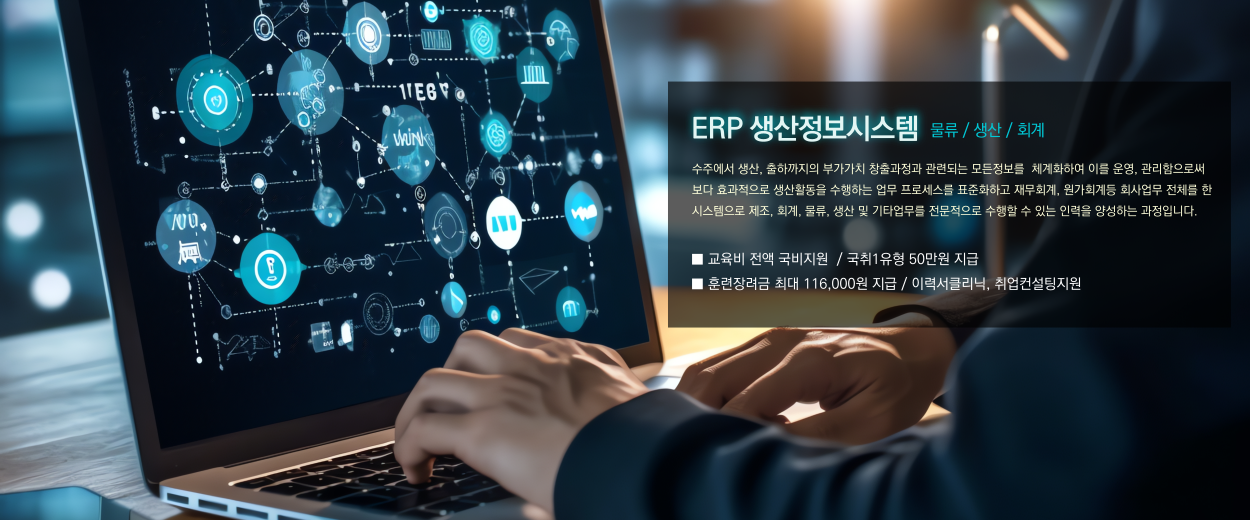 ERP 생산정보시스템 물류 / 생산 / 회계
수주에서 생산, 출하까지의 부가가치 창출과정과 관련되는 모든정보를 체계화하여 이를 운영, 관리함으로써
보다 효과적으로 생산활동을 수행하는 업무 프로세스를 표준화하고 재무회계, 원가회계등 회사업무 전체를 한
시스템으로 제조, 회계, 물류, 생산 및 기타업무를 전문적으로 수행할 수 있는 인력을 양성하는 과정입니다.
■ 교육비 전액 국비지원 / 국취1유형 50만원 지급
■ 훈련장려금 최대 116,000원 지급 / 이력서클리닉, 취업컨설팅지원